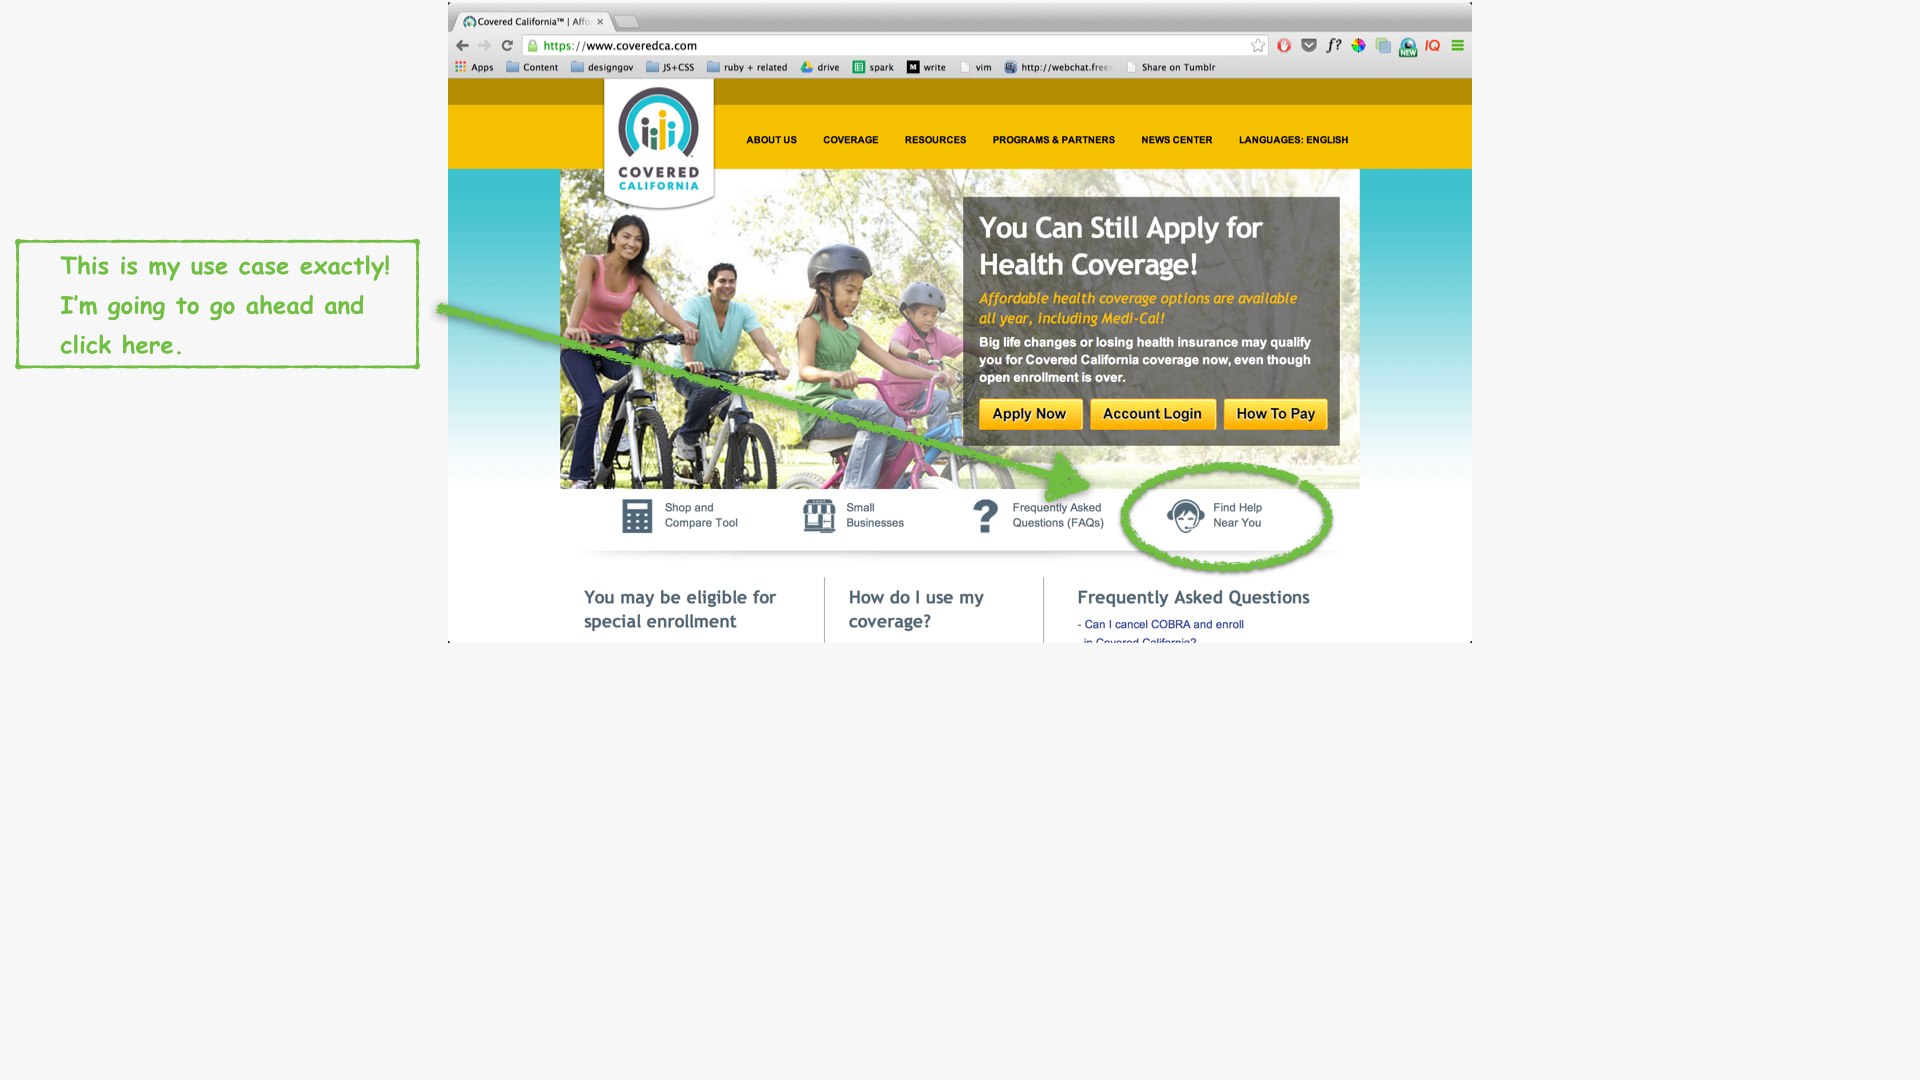 Covered California™ | Affo
https://www.coveredca.com
Apps Content designgov JS+CSS ruby + related drive spark write vim http://webchat.free Share on Tumblr
f? NEW IQ
COVERED
CALIFORNIA
ABOUT US COVERAGE RESOURCES PROGRAMS & PARTNERS NEWS CENTER LANGUAGES: ENGLISH
This is my use case exactly!
I'm going to go ahead and
click here.
You Can Still Apply for
Health Coverage!
Affordable health coverage options are available
all year, including Medi-Cal!
Big life changes or losing health insurance may qualify
you for Covered California coverage now, even though
open enrollment is over.
Apply Now Account Login How To Pay
Shop and
Compare Tool
Small
Businesses
Frequently Asked
Questions (FAQs)
Find Help
Near You
You may be eligible for
special enrollment
How do I use my
coverage?
Frequently Asked Questions
- Can I cancel COBRA and enroll
in Covered California?